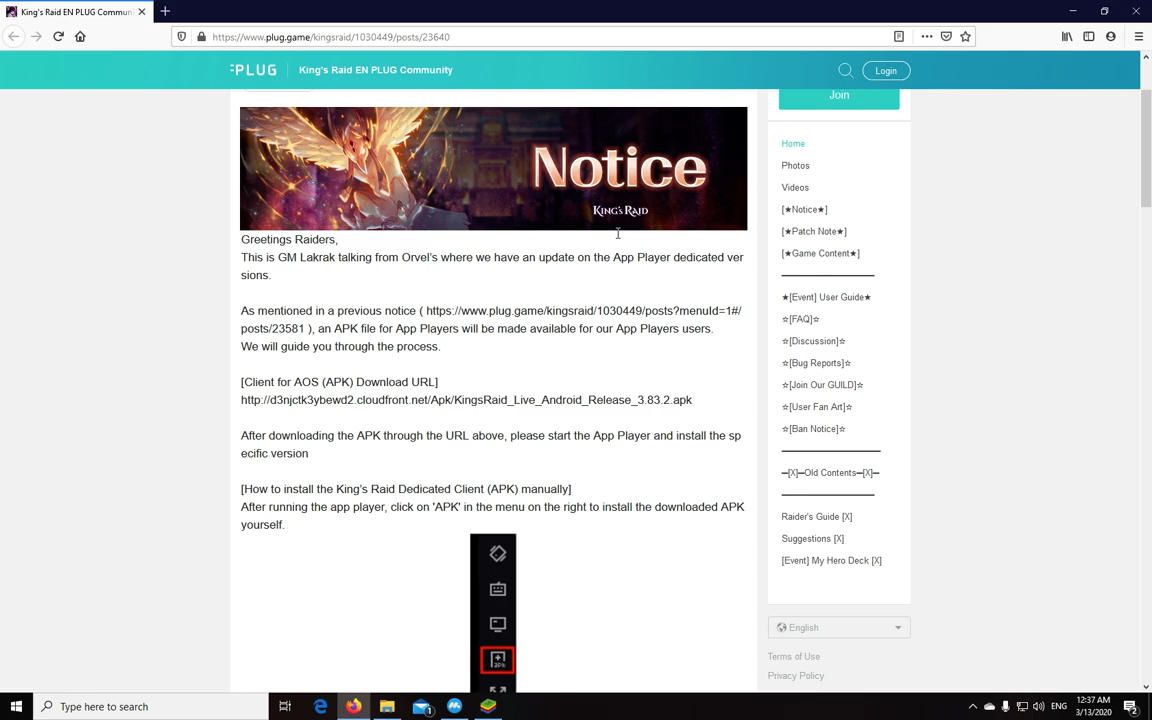 King's Raid EN PLUG Commun
https://www.plug.game/kingsraid/1030449/posts/23640
PLUG
King's Raid EN PLUG Community
Login
Join
Notice
KING'S RAID
Greetings Raiders,
This is GM Lakrak talking from Orvel's where we have an update on the App Player dedicated ver
sions.
As mentioned in a previous notice ( https://www.plug.game/kingsraid/1030449/posts?menuId=1#/
posts/23581 ), an APK file for App Players will be made available for our App Players users.
We will guide you through the process.
[Client for AOS (APK) Download URL]
http://d3njctk3ybewd2.cloudfront.net/Apk/KingsRaid_Live_Android_Release_3.83.2.apk
After downloading the APK through the URL above, please start the App Player and install the sp
ecific version
[How to install the King's Raid Dedicated Client (APK) manually]
After running the app player, click on 'APK' in the menu on the right to install the downloaded APK
yourself.
Home
Photos
Videos
[★Notice★]
[★Patch Note★]
[★Game Content★]
★[Event] User Guide★
☆[FAQ]☆
☆[Discussion]☆
☆[Bug Reports]☆
☆[Join Our GUILD]☆
☆[User Fan Art]☆
☆[Ban Notice]☆
━[X]━Old Contents━[X]━
Raider's Guide [X]
Suggestions [X]
[Event] My Hero Deck [X]
English
Terms of Use
Privacy Policy
Type here to search
1
ENG
12:37 AM
3/13/2020
2